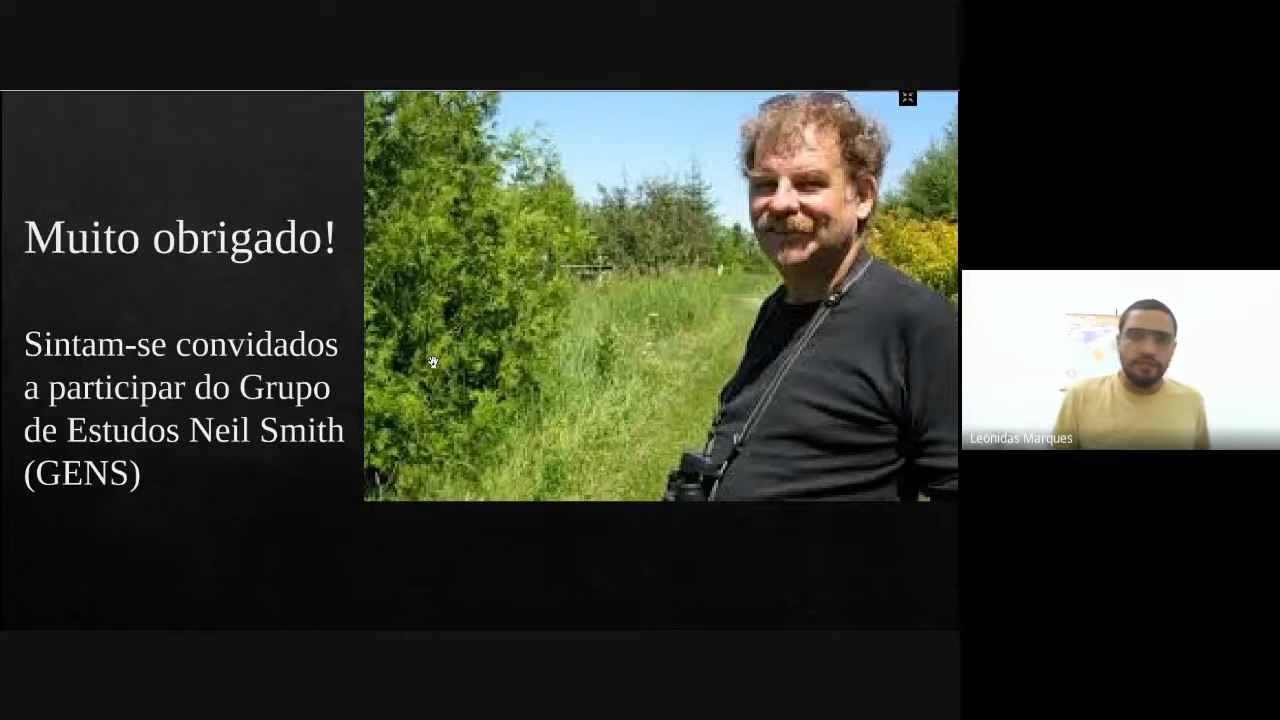 Muito obrigado!
Sintam-se convidados
a participar do Grupo
de Estudos Neil Smith
(GENS)
Leonidas Marques